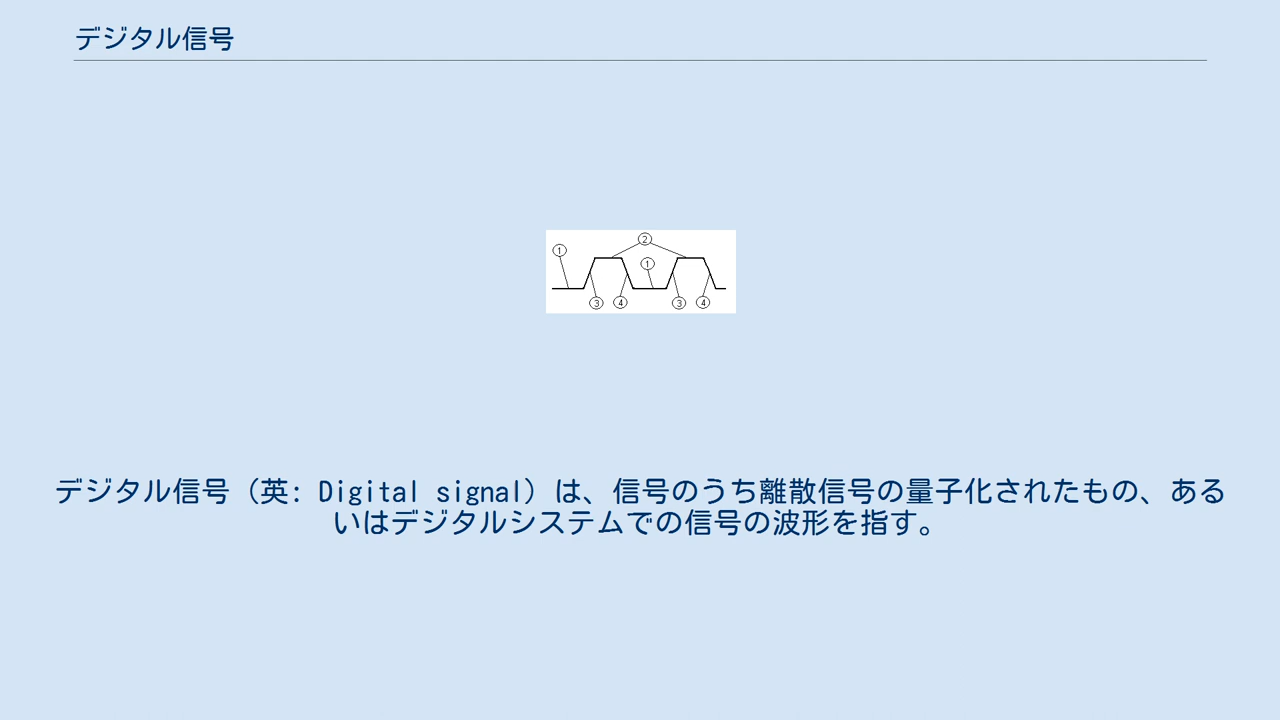 デジタル信号
② 
① 
① 
③ ④ ③ ④
デジタル信号（英: Digital signal）は、信号のうち離散信号の量子化されたもの、ある
いはデジタルシステムでの信号の波形を指す。